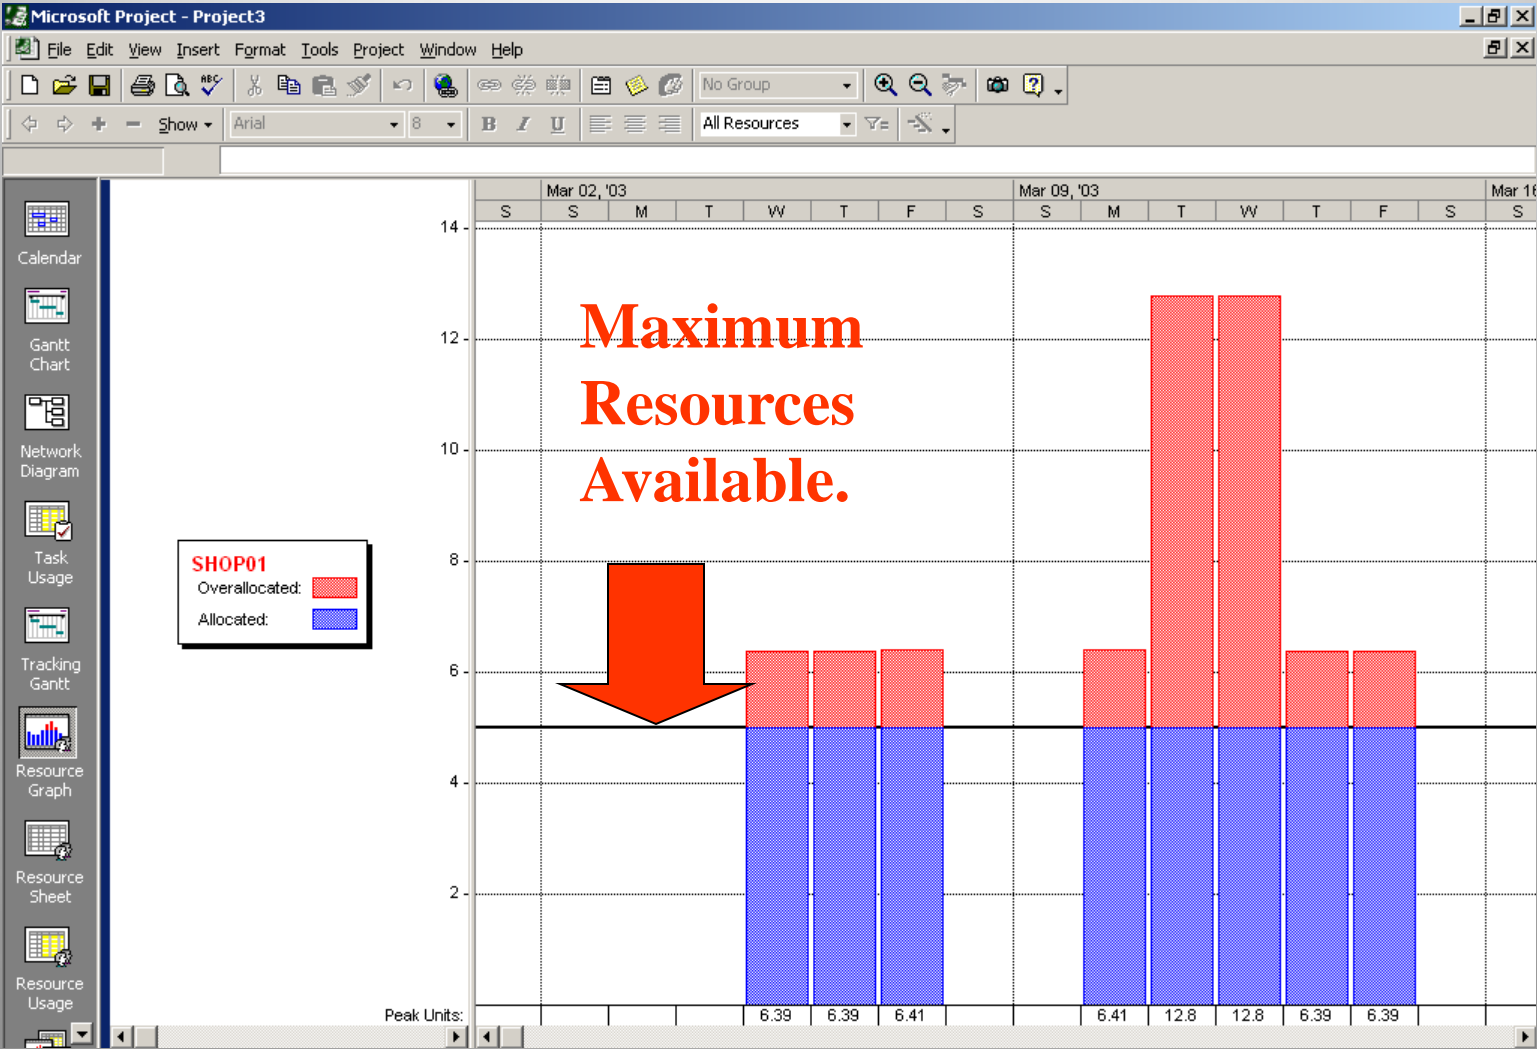 Microsoft Project - Project3
File Edit View Insert Format Tools Project Window Help
No Group
Show Arial 8 B I U All Resources
Mar 02, '03 Mar 09, '03
S S M T W T F S S M T W T F S S
Calendar
Gantt
Chart
Network
Diagram
Task
Usage
Tracking
Gantt
Resource
Graph
Resource
Sheet
Resource
Usage
SHOP01
Overallocated:
Allocated:
14
12
10
8
6
4
2
Maximum
Resources
Available.
Peak Units: 6.39 6.39 6.41 6.41 12.8 12.8 6.39 6.39